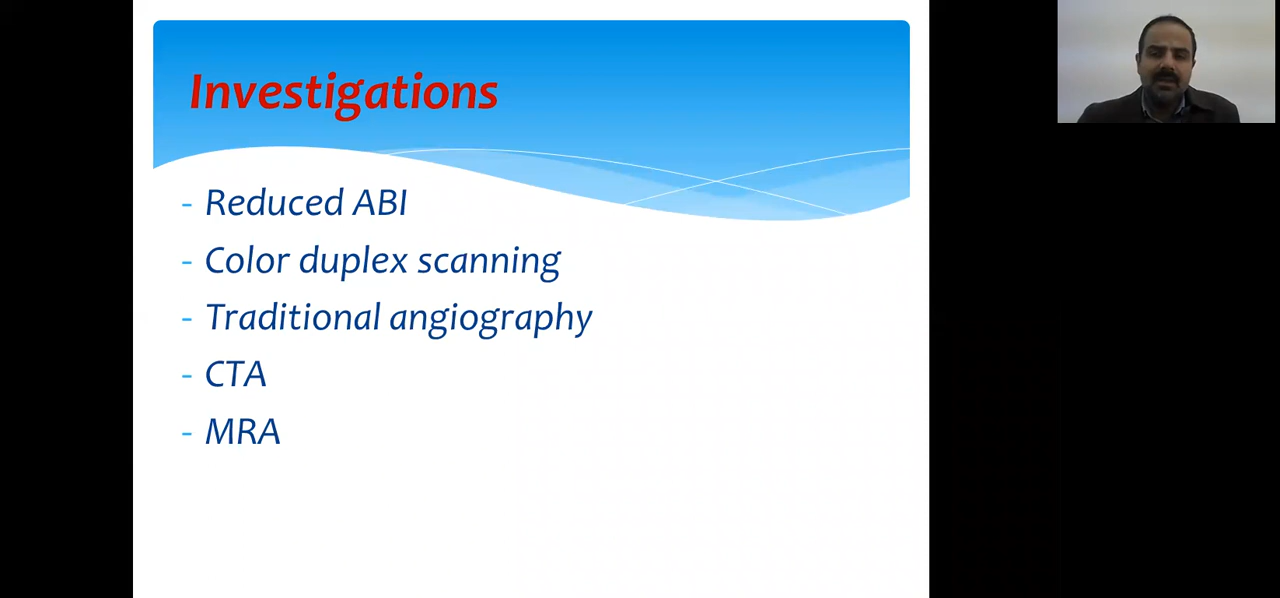 Investigations
- Reduced ABI
- Color duplex scanning
- Traditional angiography
- CTA
- MRA